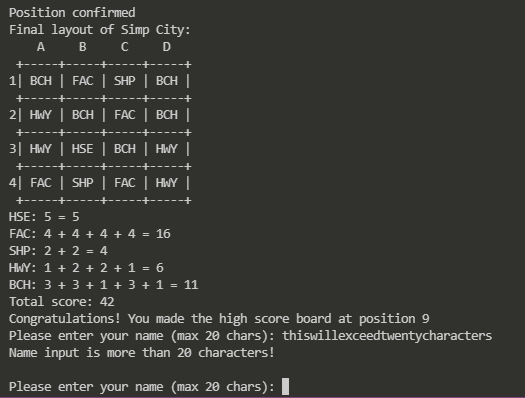 Position confirmed
Final layout of Simp City:
    A     B     C     D
 +-----+-----+-----+-----+
1| BCH | FAC | SHP | BCH |
 +-----+-----+-----+-----+
2| HWY | BCH | FAC | BCH |
 +-----+-----+-----+-----+
3| HWY | HSE | BCH | HWY |
 +-----+-----+-----+-----+
4| FAC | SHP | FAC | HWY |
 +-----+-----+-----+-----+
HSE: 5 = 5
FAC: 4 + 4 + 4 + 4 = 16
SHP: 2 + 2 = 4
HWY: 1 + 2 + 2 + 1 = 6
BCH: 3 + 3 + 1 + 3 + 1 = 11
Total score: 42
Congratulations! You made the high score board at position 9
Please enter your name (max 20 chars): thiswillexceedtwentycharacters
Name input is more than 20 characters!
Please enter your name (max 20 chars):